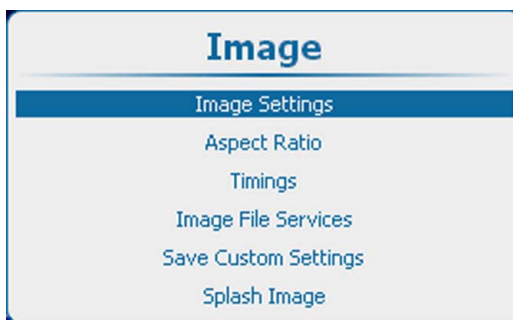 Image
Image Settings
Aspect Ratio
Timings
Image File Services
Save Custom Settings
Splash Image